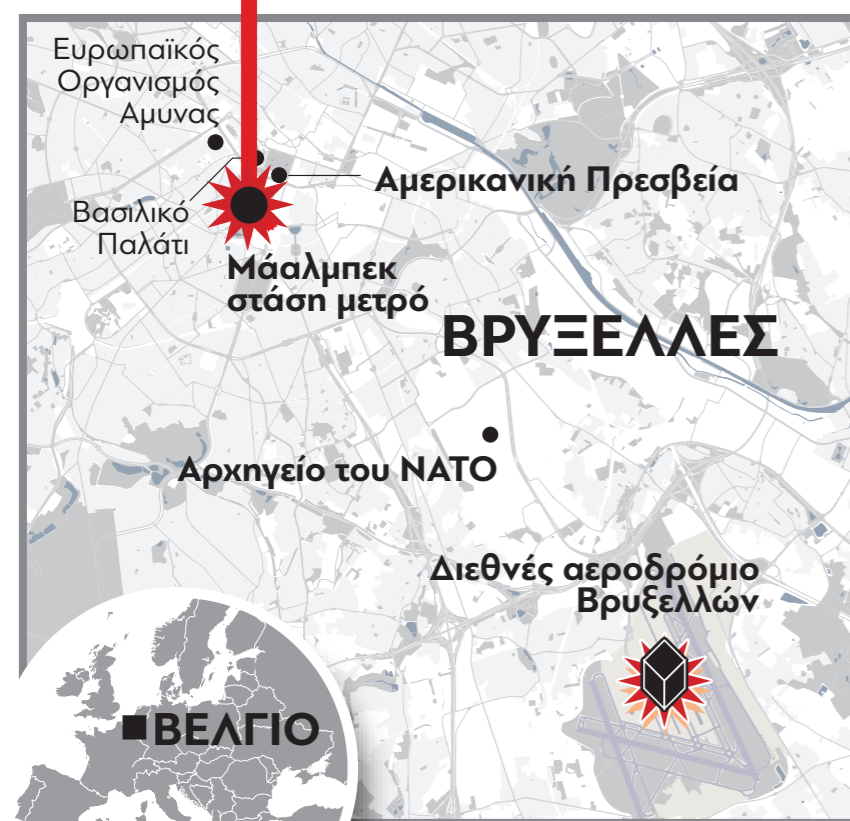 Ευρωπαϊκός
Οργανισμός
Αμυνας
Αμερικανική Πρεσβεία
Βασιλικό
Παλάτι
Μάαλμπεκ
στάση μετρό
ΒΡΥΞΕΛΛΕΣ
Αρχηγείο του ΝΑΤΟ
Διεθνές αεροδρόμιο
Βρυξελλών
ΒΕΛΓΙΟ